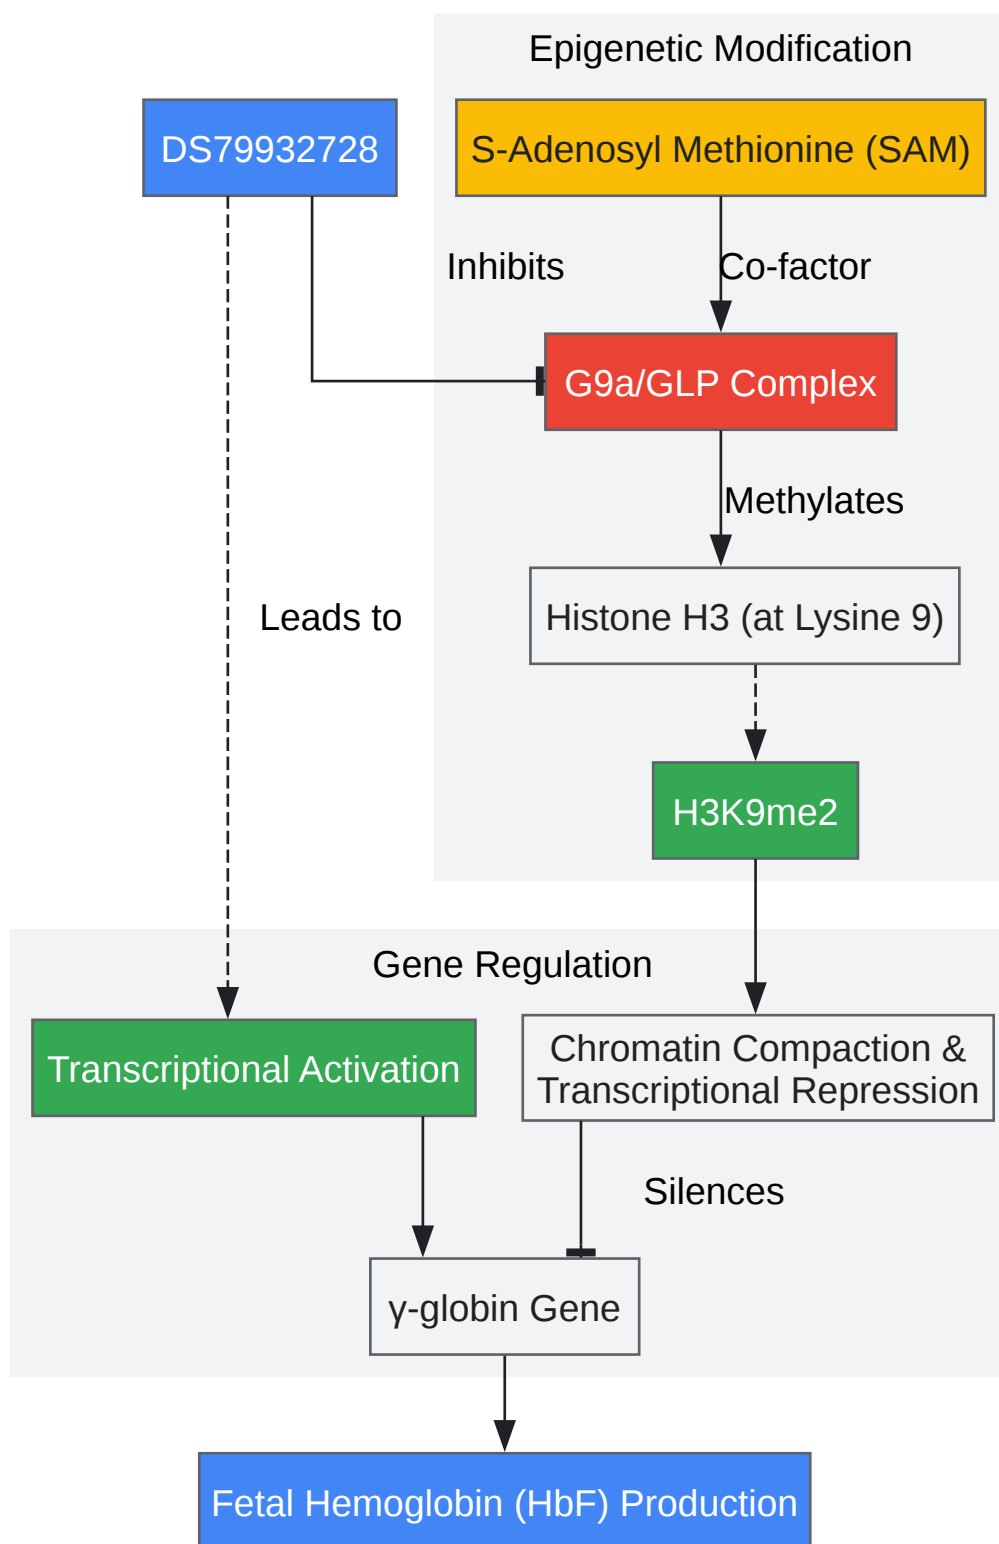 Epigenetic Modification
DS79932728
S-Adenosyl Methionine (SAM)
Inhibits
Co-factor
G9a/GLP Complex
Methylates
Leads to
Histone H3 (at Lysine 9)
H3K9me2
Gene Regulation
Transcriptional Activation
Chromatin Compaction &
Transcriptional Repression
Silences
γ-globin Gene
Fetal Hemoglobin (HbF) Production